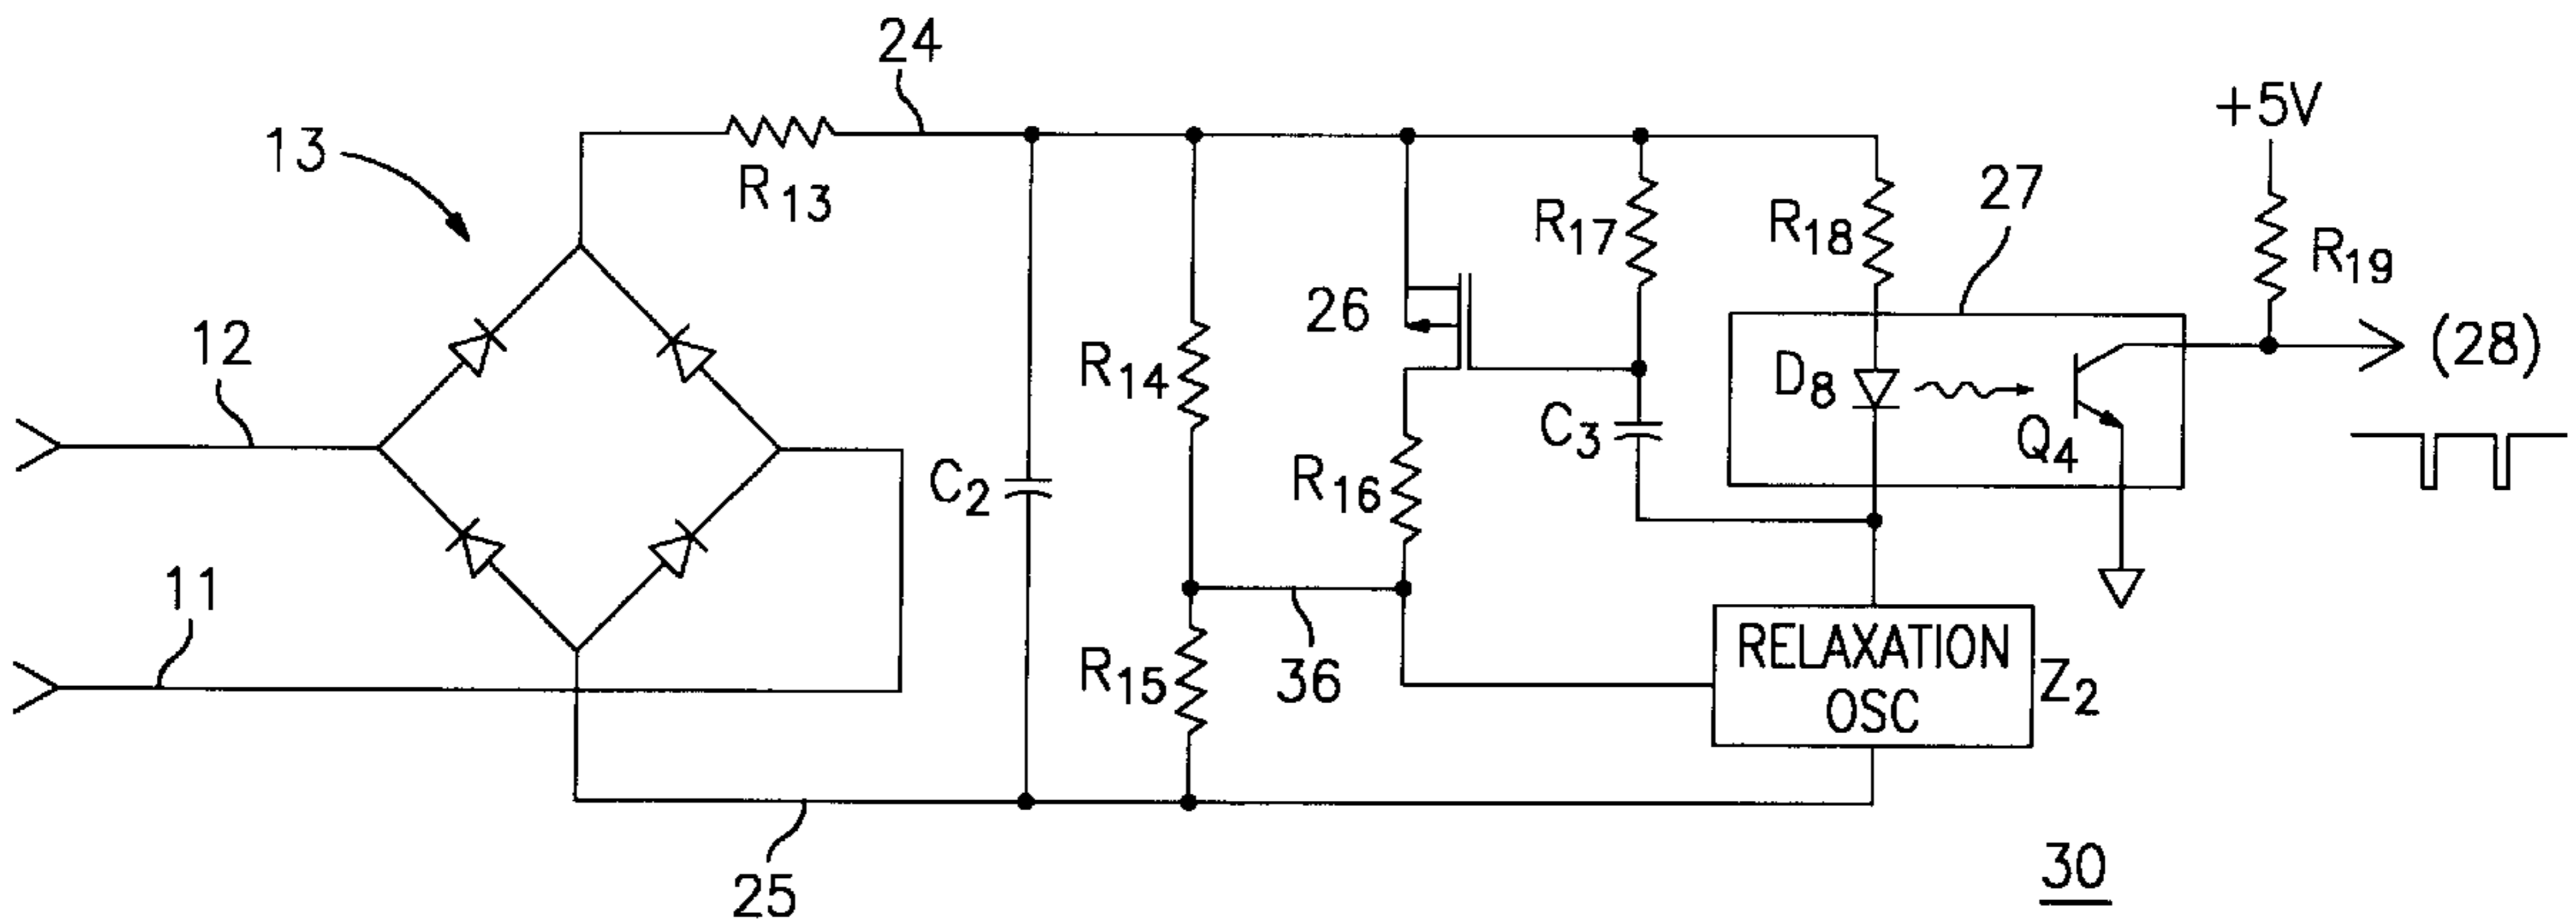 24
13
R13
+5V
27
R17
R18
R19
26
12
(28)
R14
D8
C3
Q4
R16
C2
11
R15
36
RELAXATION
OSC
Z2
25
30